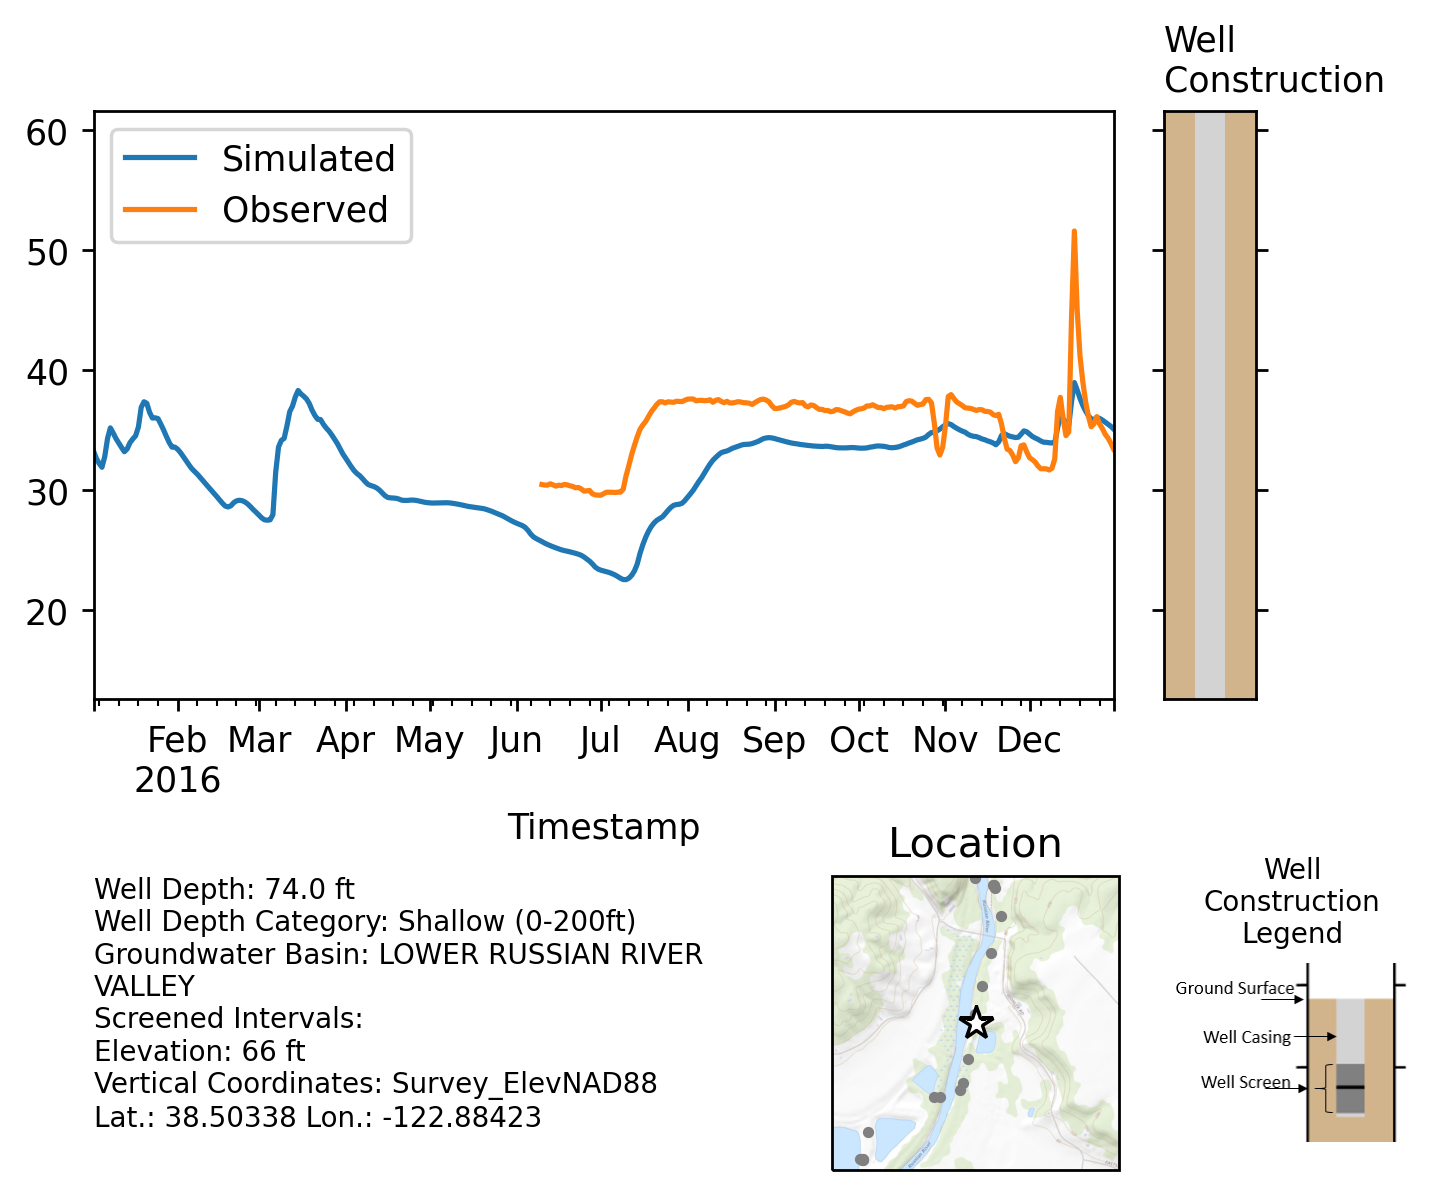 Well
Construction
60
50
40
30
20
Simulated
Observed
Feb Mar Apr May Jun Jul Aug Sep Oct Nov Dec
2016
Timestamp
Well Depth: 74.0 ft
Well Depth Category: Shallow (0-200ft)
Groundwater Basin: LOWER RUSSIAN RIVER
VALLEY
Screened Intervals:
Elevation: 66 ft
Vertical Coordinates: Survey_ElevNAD88
Lat.: 38.50338 Lon.: -122.88423
Location
Well
Construction
Legend
Ground Surface
Well Casing
Well Screen